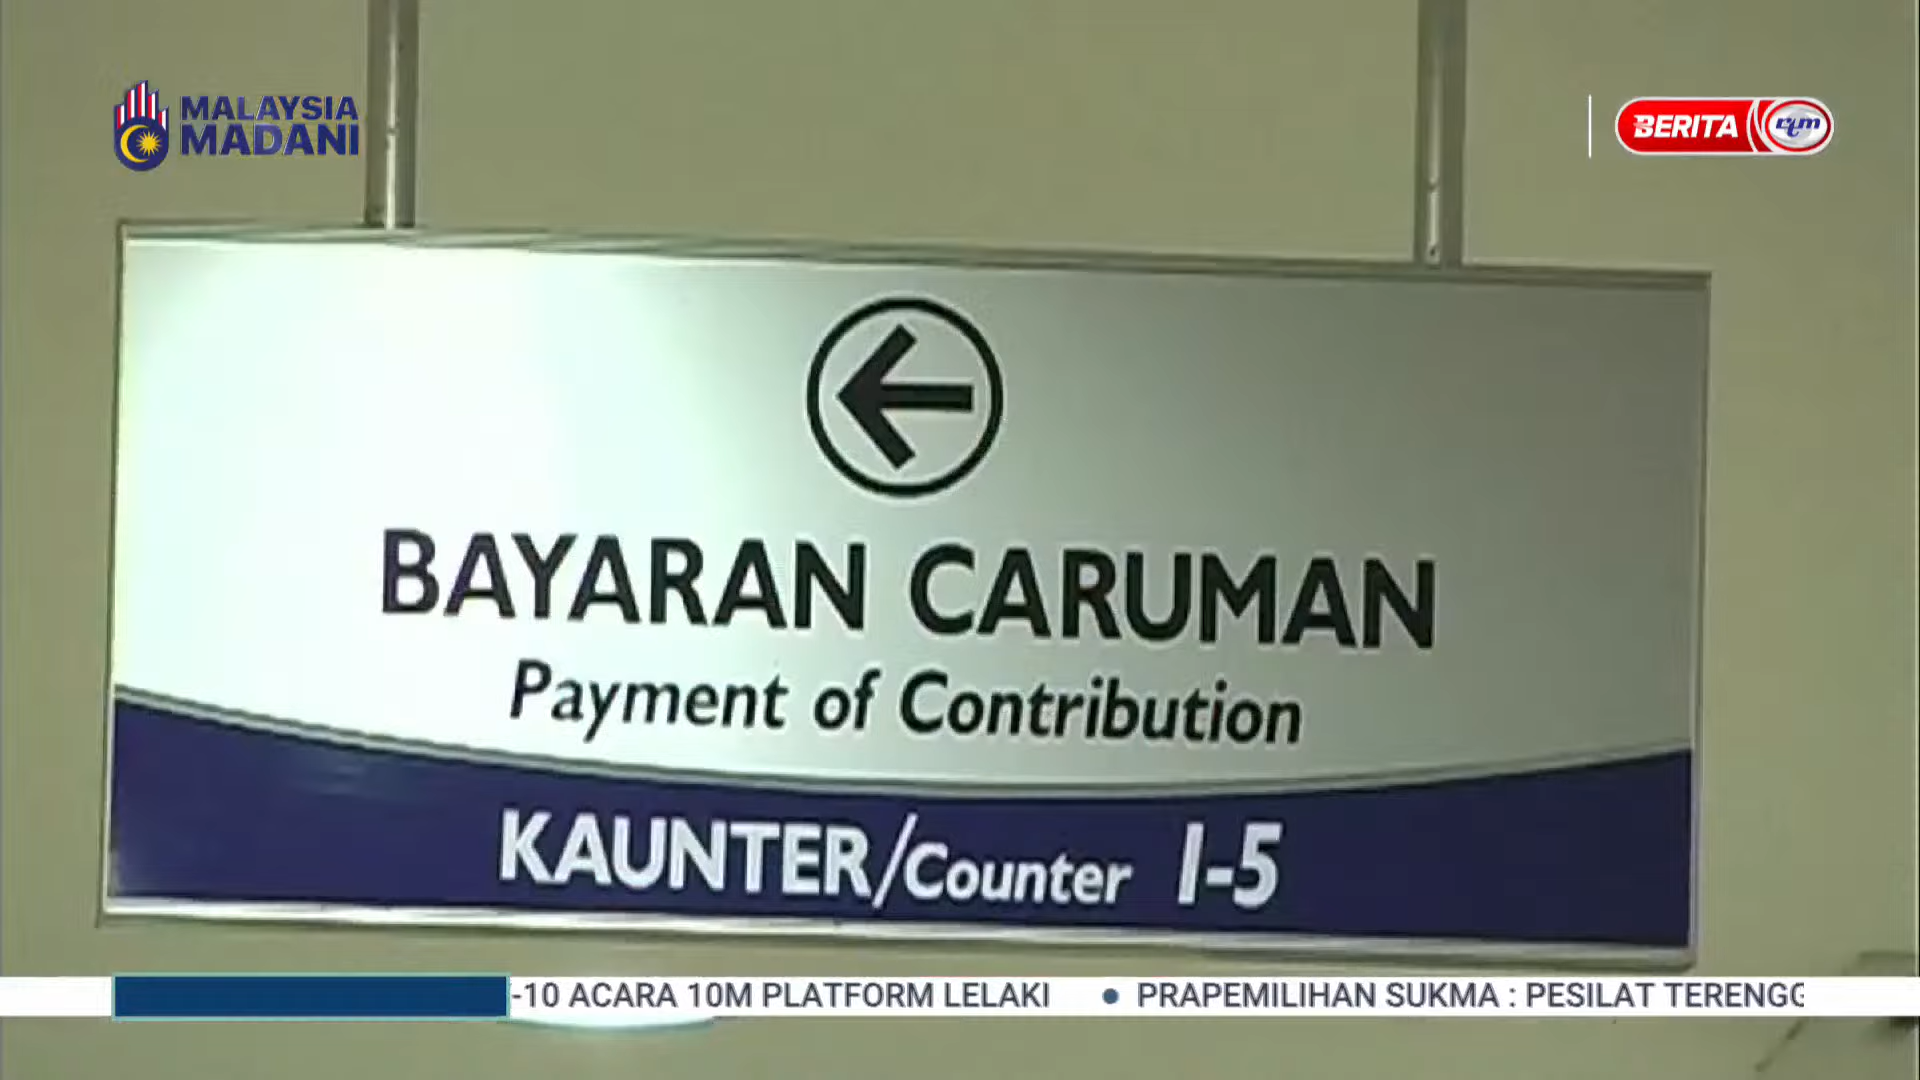 MALAYSIA
MADANI
BERITA rtm
BAYARAN CARUMAN
Payment of Contribution
KAUNTER/Counter 1-5
-10 ACARA 10M PLATFORM LELAKI • PRAPEMILIHAN SUKMA : PESILAT TERENGG